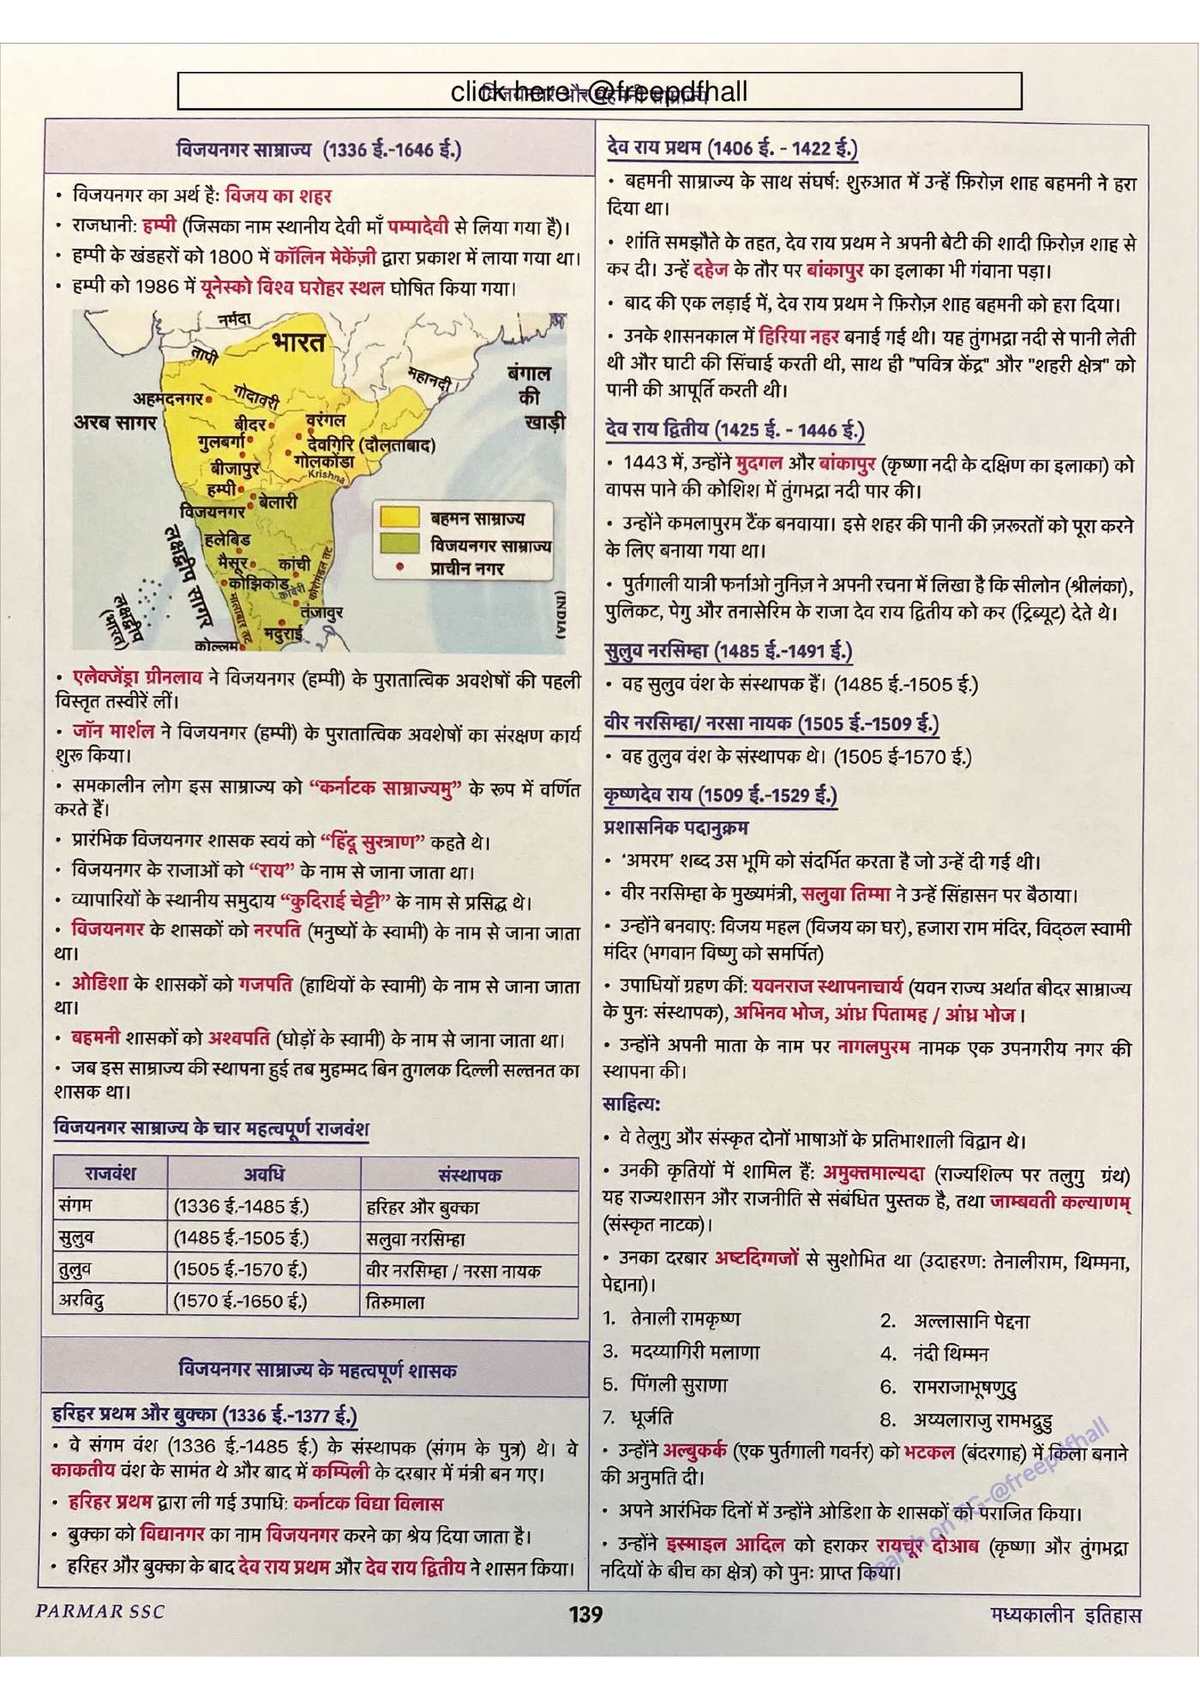 click here :@freepdfhall
विजयनगर साम्राज्य (1336 ई.-1646 ई.)
• विजयनगर का अर्थ है: विजय का शहर
• राजधानी: हम्पी (जिसका नाम स्थानीय देवी माँ पम्पादेवी से लिया गया है)।
• हम्पी के खंडहरों को 1800 में कॉलिन मेकेंज़ी द्वारा प्रकाश में लाया गया था।
• हम्पी को 1986 में यूनेस्को विश्व घरोहर स्थल घोषित किया गया।
नर्मदा
भारत
तापी
महानदी
बंगाल
की
खाड़ी
अहमदनगर
गोदावरी
अरब सागर
बीदर
वरंगल
गुलबर्गा
देवगिरि (दौलताबाद)
बीजापुर
गोलकोंडा
Krishna
हम्पी
बेलारी
विजयनगर
बहमन साम्राज्य
हलेबिड
विजयनगर साम्राज्य
मैसूर
कांची
प्राचीन नगर
कोझिकोड
कावेरी
कोरोमंडल तट
लक्षद्वीप सागर
मालाबार तट
तंजावुर
लक्षद्वीप
(भारत)
मदुराई
कोल्लम
(INDIA)
• एलेक्जेंड्रा ग्रीनलाव ने विजयनगर (हम्पी) के पुरातात्विक अवशेषों की पहली
विस्तृत तस्वीरें लीं।
• जॉन मार्शल ने विजयनगर (हम्पी) के पुरातात्विक अवशेषों का संरक्षण कार्य
शुरू किया।
• समकालीन लोग इस साम्राज्य को “कर्नाटक साम्राज्यमु” के रूप में वर्णित
करते हैं।
• प्रारंभिक विजयनगर शासक स्वयं को “हिंदू सुरत्राण” कहते थे।
• विजयनगर के राजाओं को “राय” के नाम से जाना जाता था।
• व्यापारियों के स्थानीय समुदाय “कुदिराई चेट्टी” के नाम से प्रसिद्ध थे।
• विजयनगर के शासकों को नरपति (मनुष्यों के स्वामी) के नाम से जाना जाता
था।
• ओडिशा के शासकों को गजपति (हाथियों के स्वामी) के नाम से जाना जाता
था।
• बहमनी शासकों को अश्वपति (घोड़ों के स्वामी) के नाम से जाना जाता था।
• जब इस साम्राज्य की स्थापना हुई तब मुहम्मद बिन तुगलक दिल्ली सल्तनत का
शासक था।
विजयनगर साम्राज्य के चार महत्वपूर्ण राजवंश
राजवंश अवधि संस्थापक
संगम (1336 ई.-1485 ई.) हरिहर और बुक्का
सुलुव (1485 ई.-1505 ई.) सलुवा नरसिम्हा
तुलुव (1505 ई.-1570 ई.) वीर नरसिम्हा / नरसा नायक
अरविदु (1570 ई.-1650 ई.) तिरुमाला
विजयनगर साम्राज्य के महत्वपूर्ण शासक
हरिहर प्रथम और बुक्का (1336 ई.-1377 ई.)
• वे संगम वंश (1336 ई.-1485 ई.) के संस्थापक (संगम के पुत्र) थे। वे
काकतीय वंश के सामंत थे और बाद में कम्पिली के दरबार में मंत्री बन गए।
• हरिहर प्रथम द्वारा ली गई उपाधि: कर्नाटक विद्या विलास
• बुक्का को विद्यानगर का नाम विजयनगर करने का श्रेय दिया जाता है।
• हरिहर और बुक्का के बाद देव राय प्रथम और देव राय द्वितीय ने शासन किया।
देव राय प्रथम (1406 ई. - 1422 ई.)
• बहमनी साम्राज्य के साथ संघर्ष: शुरुआत में उन्हें फ़िरोज़ शाह बहमनी ने हरा
दिया था।
• शांति समझौते के तहत, देव राय प्रथम ने अपनी बेटी की शादी फ़िरोज़ शाह से
कर दी। उन्हें दहेज के तौर पर बांकापुर का इलाका भी गंवाना पड़ा।
• बाद की एक लड़ाई में, देव राय प्रथम ने फ़िरोज़ शाह बहमनी को हरा दिया।
• उनके शासनकाल में हिरिया नहर बनाई गई थी। यह तुंगभद्रा नदी से पानी लेती
थी और घाटी की सिंचाई करती थी, साथ ही "पवित्र केंद्र" और "शहरी क्षेत्र" को
पानी की आपूर्ति करती थी।
देव राय द्वितीय (1425 ई. - 1446 ई.)
• 1443 में, उन्होंने मुदगल और बांकापुर (कृष्णा नदी के दक्षिण का इलाका) को
वापस पाने की कोशिश में तुंगभद्रा नदी पार की।
• उन्होंने कमलापुरम टैंक बनवाया। इसे शहर की पानी की ज़रूरतों को पूरा करने
के लिए बनाया गया था।
• पुर्तगाली यात्री फर्नाओ नुनिज़ ने अपनी रचना में लिखा है कि सीलोन (श्रीलंका),
पुलिकट, पेगु और तनासेरिम के राजा देव राय द्वितीय को कर (ट्रिब्यूट) देते थे।
सुलुव नरसिम्हा (1485 ई.-1491 ई.)
• वह सुलुव वंश के संस्थापक हैं। (1485 ई.-1505 ई.)
वीर नरसिम्हा/ नरसा नायक (1505 ई.-1509 ई.)
• वह तुलुव वंश के संस्थापक थे। (1505 ई-1570 ई.)
कृष्णदेव राय (1509 ई.-1529 ई.)
प्रशासनिक पदानुक्रम
• ‘अमरम’ शब्द उस भूमि को संदर्भित करता है जो उन्हें दी गई थी।
• वीर नरसिम्हा के मुख्यमंत्री, सलुवा तिम्मा ने उन्हें सिंहासन पर बैठाया।
• उन्होंने बनवाए: विजय महल (विजय का घर), हजारा राम मंदिर, विट्ठल स्वामी
मंदिर (भगवान विष्णु को समर्पित)
• उपाधियों ग्रहण कीं: यवनराज स्थापनाचार्य (यवन राज्य अर्थात बीदर साम्राज्य
के पुनः संस्थापक), अभिनव भोज, आंध्र पितामह / आंध्र भोज।
• उन्होंने अपनी माता के नाम पर नागलपुरम नामक एक उपनगरीय नगर की
स्थापना की।
साहित्य:
• वे तेलुगु और संस्कृत दोनों भाषाओं के प्रतिभाशाली विद्वान थे।
• उनकी कृतियों में शामिल हैं: अमुक्तमाल्यदा (राज्यशिल्प पर तलुगु ग्रंथ)
यह राज्यशासन और राजनीति से संबंधित पुस्तक है, तथा जाम्बवती कल्याणम्
(संस्कृत नाटक)।
• उनका दरबार अष्टदिग्गजों से सुशोभित था (उदाहरण: तेनालीराम, थिम्मना,
पेद्दाना)।
1. तेनाली रामकृष्ण 2. अल्लासानि पेद्दना
3. मदय्यागिरी मलाणा 4. नंदी थिम्मन
5. पिंगली सुराणा 6. रामराजाभूषणुदु
7. धूर्जति 8. अय्यलाराजु रामभद्रुडु
• उन्होंने अल्बुकर्क (एक पुर्तगाली गवर्नर) को भटकल (बंदरगाह) में किला बनाने
की अनुमति दी।
• अपने आरंभिक दिनों में उन्होंने ओडिशा के शासकों को पराजित किया।
• उन्होंने इस्माइल आदिल को हराकर रायचूर दोआब (कृष्णा और तुंगभद्रा
नदियों के बीच का क्षेत्र) को पुनः प्राप्त किया।
search on TG-@freepdfhall
PARMAR SSC
139
मध्यकालीन इतिहास